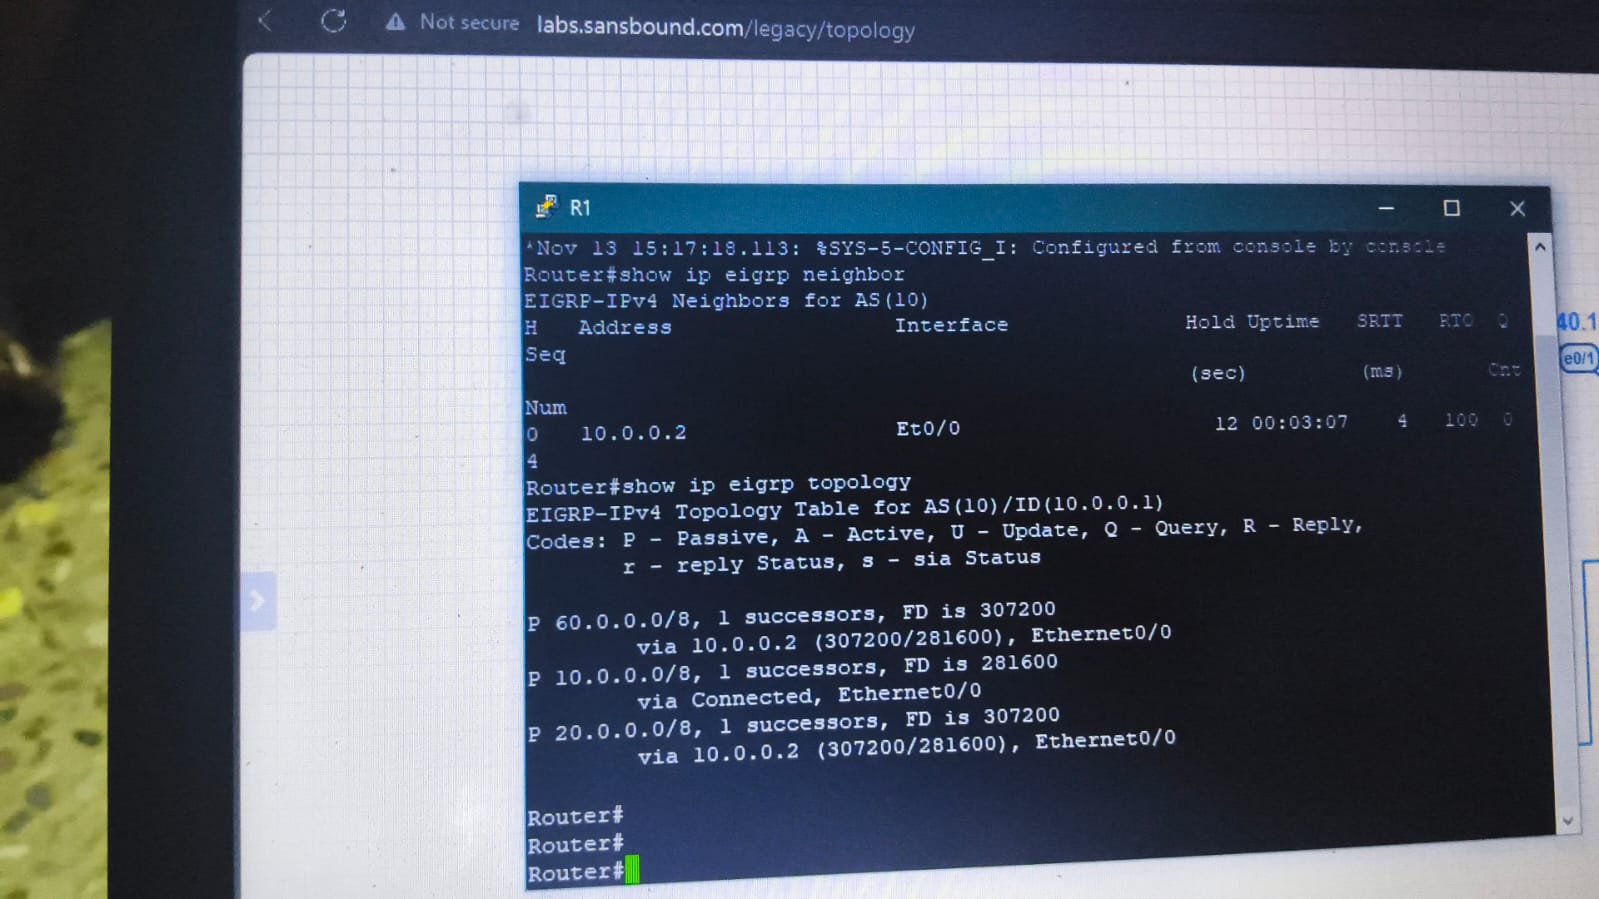 Not secure labs.sansbound.com/legacy/topology
R1
*Nov 13 15:17:18.113: %SYS-5-CONFIG_I: Configured from console by console
Router#show ip eigrp neighbor
EIGRP-IPv4 Neighbors for AS(10)
H Address Interface Hold Uptime SRTT RTO Q
Seq
(sec) (ms) Cnt
Num
0 10.0.0.2 Et0/0 12 00:03:07 4 100 0
4
Router#show ip eigrp topology
EIGRP-IPv4 Topology Table for AS(10)/ID(10.0.0.1)
Codes: P - Passive, A - Active, U - Update, Q - Query, R - Reply,
r - reply Status, s - sia Status
P 60.0.0.0/8, 1 successors, FD is 307200
via 10.0.0.2 (307200/281600), Ethernet0/0
P 10.0.0.0/8, 1 successors, FD is 281600
via Connected, Ethernet0/0
P 20.0.0.0/8, 1 successors, FD is 307200
via 10.0.0.2 (307200/281600), Ethernet0/0
Router#
Router#
Router#
40.1
e0/1